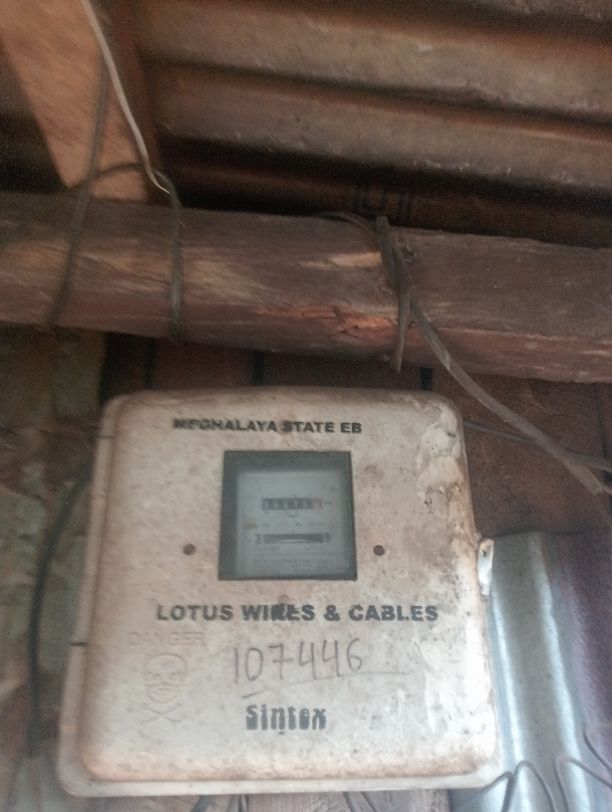 MEGHALAYA STATE EB
LOTUS WIRES & CABLES
DANGER
107446
Sintex